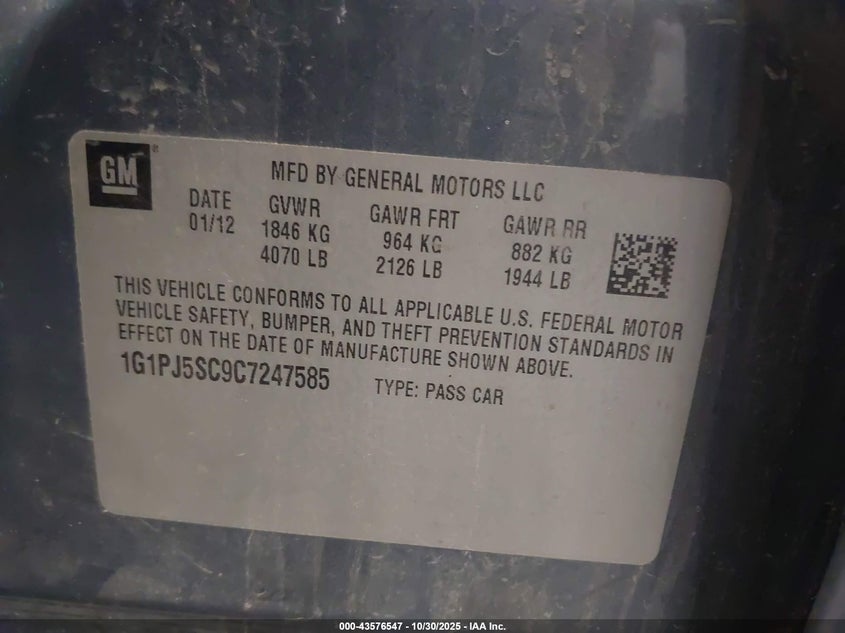 GM
MFD BY GENERAL MOTORS LLC
DATE GVWR GAWR FRT GAWR RR
01/12 1846 KG 964 KG 882 KG
4070 LB 2126 LB 1944 LB
THIS VEHICLE CONFORMS TO ALL APPLICABLE U.S. FEDERAL MOTOR
VEHICLE SAFETY, BUMPER, AND THEFT PREVENTION STANDARDS IN
EFFECT ON THE DATE OF MANUFACTURE SHOWN ABOVE.
1G1PJ5SC9C7247585 TYPE: PASS CAR
000-43576547 / 10/30/2025 - IAA Inc.